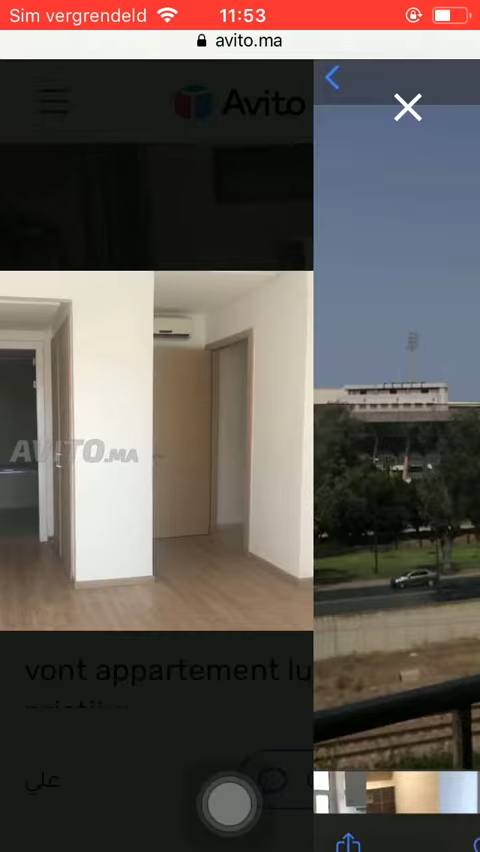 Sim vergrendeld 11:53
avito.ma
Avito
AVITO.MA
vont appartement lu
علي